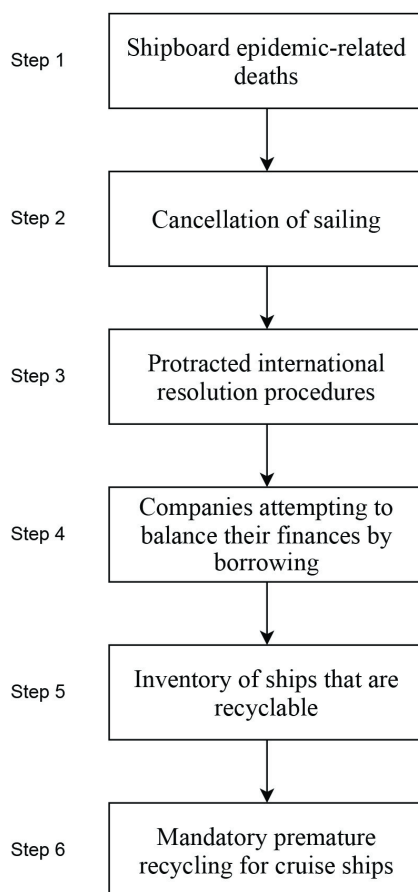 Step 1
Shipboard epidemic-related
deaths
Step 2
Cancellation of sailing
Step 3
Protracted international
resolution procedures
Step 4
Companies attempting to
balance their finances by
borrowing
Step 5
Inventory of ships that are
recyclable
Step 6
Mandatory premature
recycling for cruise ships